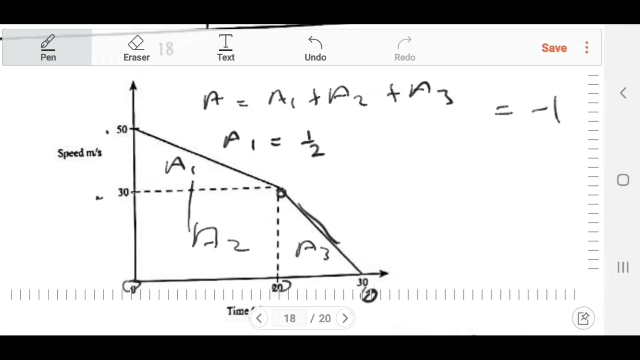 18
Pen
Eraser
Text
Undo
Redo
Save
A = A1 + A2 + A3
= -1
50
A1 = 1/2
Speed m/s
A1
30
A2
A3
0
20
30
Time
18 / 20